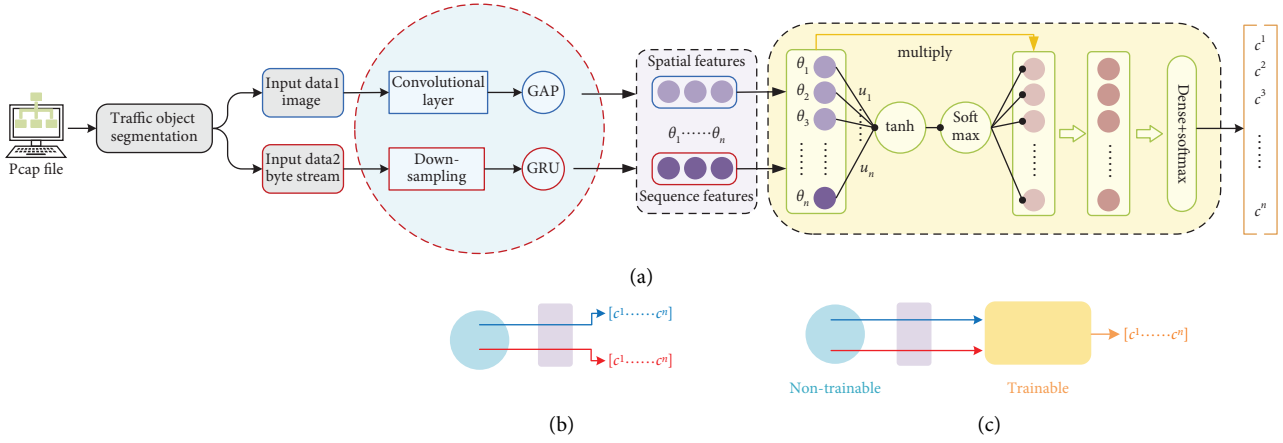 Pcap file
Traffic object
segmentation
Input data1
image
Input data2
byte stream
Convolutional
layer
GAP
Down-
sampling
GRU
Spatial features
θ1······θn
Sequence features
multiply
θ1
θ2
θ3
······
θn
u1
······
un
tanh
Soft
max
······
······
Dense+softmax
c¹
c²
c³
······
cⁿ
(a)
[c¹······cⁿ]
[c¹······cⁿ]
(b)
[c¹······cⁿ]
Non-trainable
Trainable
(c)